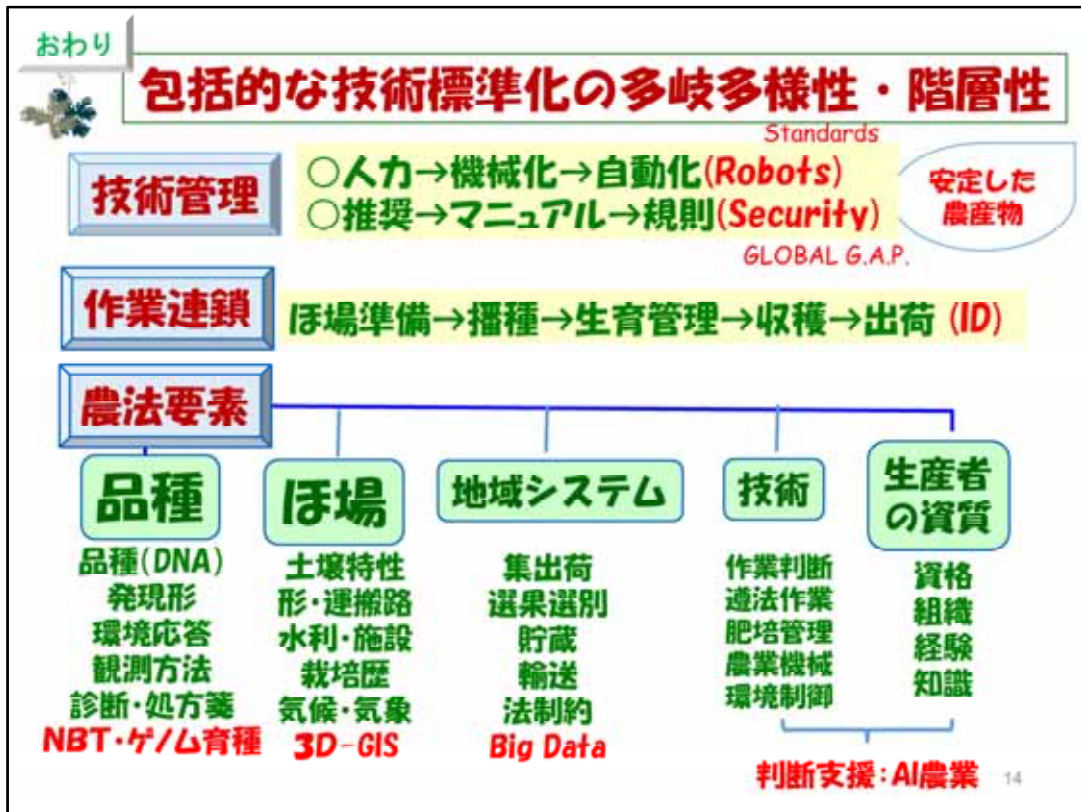 おわり
包括的な技術標準化の多岐多様性・階層性
Standards
技術管理
○人力→機械化→自動化(Robots)
○推奨→マニュアル→規則(Security)
GLOBAL G.A.P.
安定した
農産物
作業連鎖
ほ場準備→播種→生育管理→収穫→出荷 (ID)
農法要素
品種
品種(DNA)
発現形
環境応答
観測方法
診断・処方箋
NBT・ゲノム育種
ほ場
土壌特性
形・運搬路
水利・施設
栽培歴
気候・気象
3D-GIS
地域システム
集出荷
選果選別
貯蔵
輸送
法制約
Big Data
技術
作業判断
遵法作業
肥培管理
農業機械
環境制御
生産者
の資質
資格
組織
経験
知識
判断支援:AI農業
14